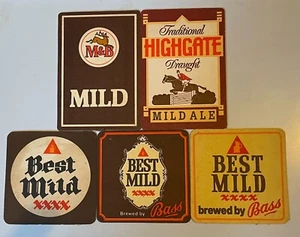 M&B
MILD
Traditional
HIGHGATE
Draught
MILD ALE
Best
Mild
XXXX
BEST
MILD
XXXX
Brewed by Bass
BEST
MILD
XXXX
brewed by Bass